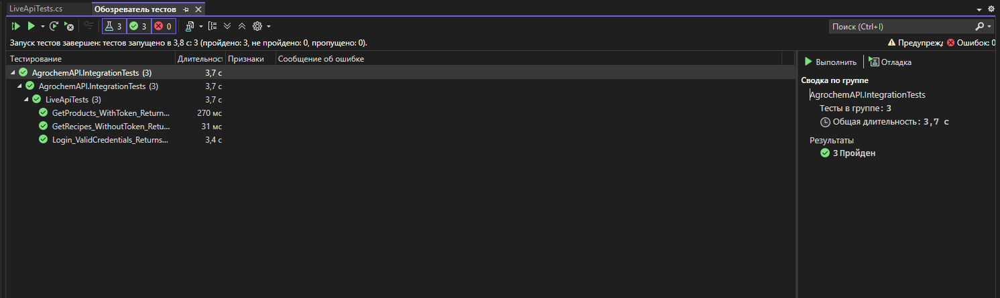 LiveApiTests.cs
Обозреватель тестов
3 3 0
Поиск (Ctrl+I)
Запуск тестов завершен: тестов запущено в 3,8 с: 3 (пройдено: 3, не пройдено: 0, пропущено: 0).
Предупрежд Ошибок: 0
Тестирование Длительност Признаки Сообщение об ошибке
AgrochemAPI.IntegrationTests (3) 3,7 с
AgrochemAPI.IntegrationTests (3) 3,7 с
LiveApiTests (3) 3,7 с
GetProducts_WithToken_Return... 270 мс
GetRecipes_WithoutToken_Retu... 31 мс
Login_ValidCredentials_Returns... 3,4 с
Выполнить Отладка
Сводка по группе
AgrochemAPI.IntegrationTests
Тесты в группе: 3
Общая длительность: 3,7 с
Результаты
3 Пройден